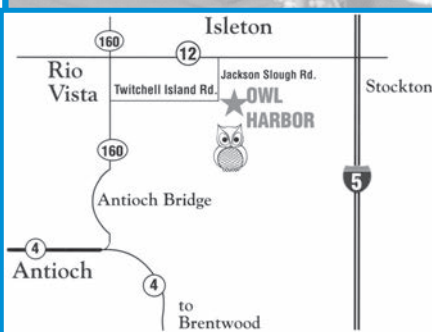 Isleton
160
12
Rio
Vista
Jackson Slough Rd.
Twitchell Island Rd.
OWL
HARBOR
Stockton
160
5
Antioch Bridge
4
Antioch
4
to
Brentwood